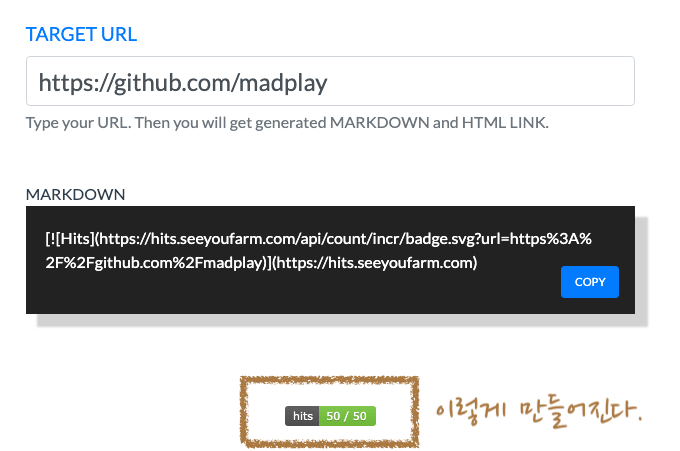 TARGET URL
https://github.com/madplay
Type your URL. Then you will get generated MARKDOWN and HTML LINK.
MARKDOWN
[![Hits](https://hits.seeyoufarm.com/api/count/incr/badge.svg?url=https%3A%
2F%2Fgithub.com%2Fmadplay)](https://hits.seeyoufarm.com)
COPY
hits 50 / 50 이렇게 만들어진다.